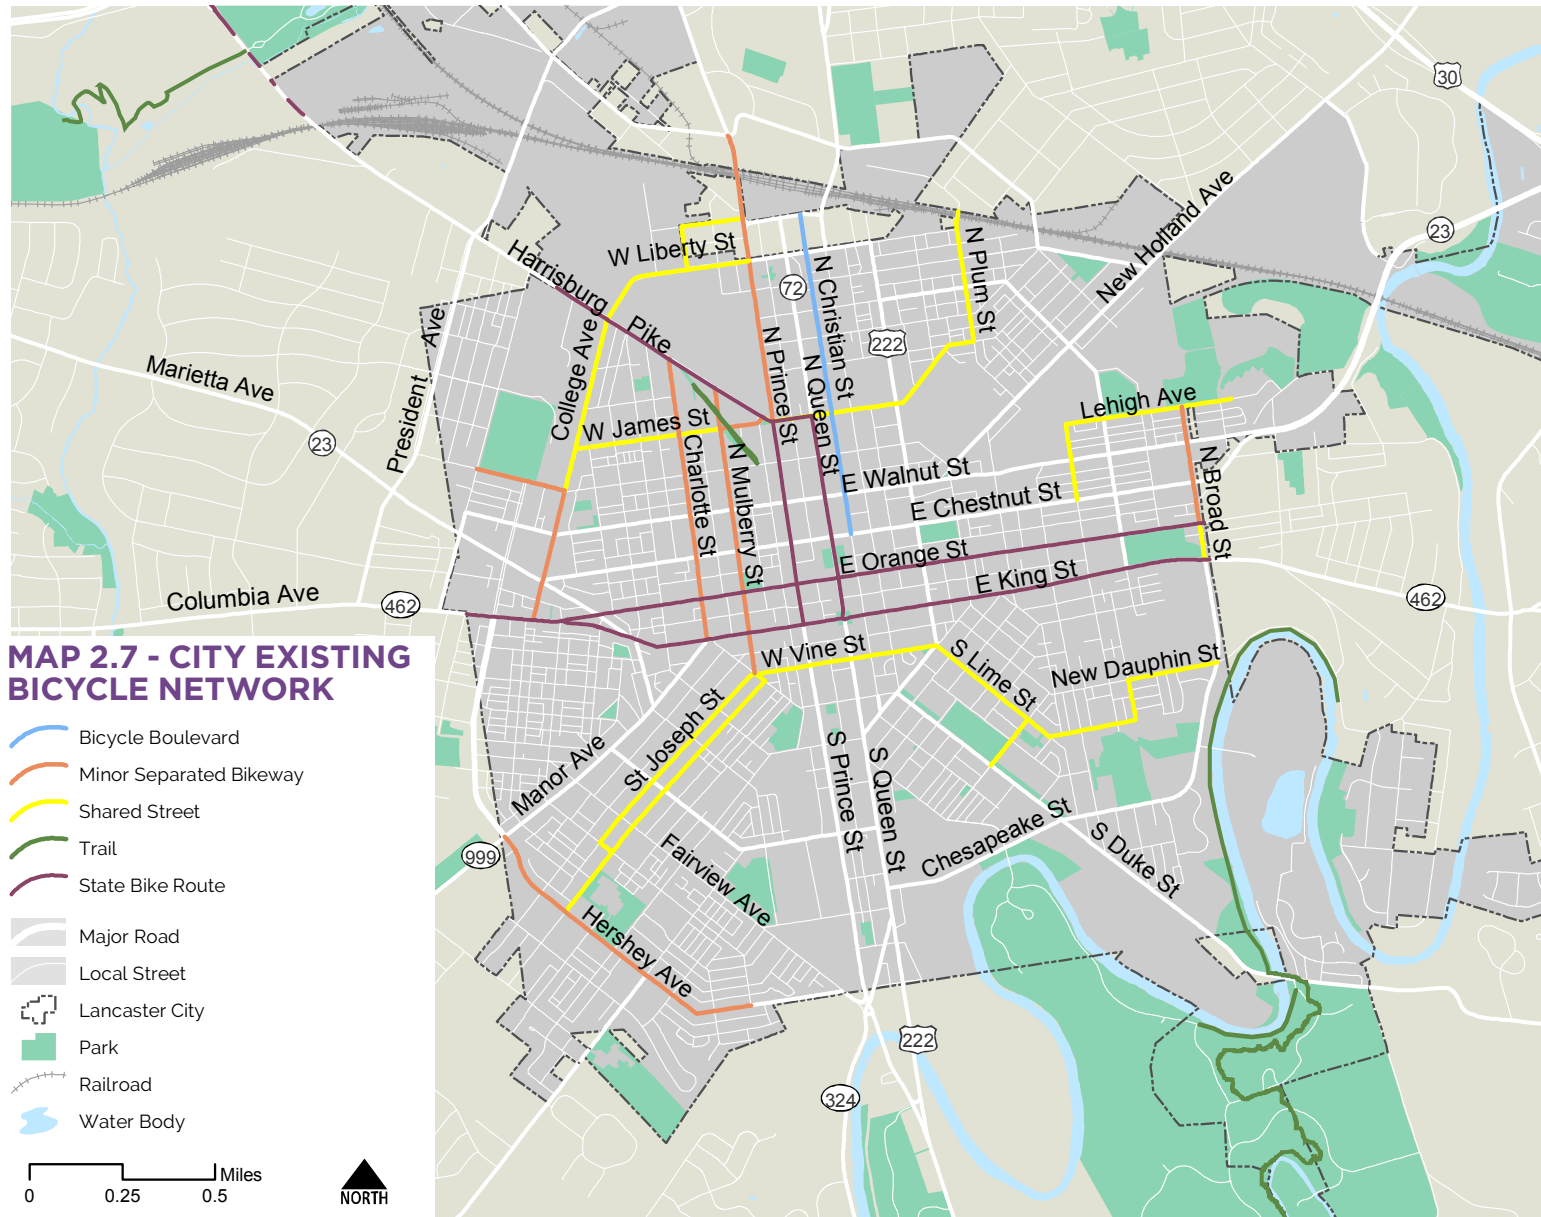 30
23
New Holland Ave
N Plum St
W Liberty St
Harrisburg
Pike
72
N Christian St
222
President
Ave
Marietta Ave
23
College Ave
N Prince St
N Queen St
Lehigh Ave
W James St
Charlotte St
N Mulberry St
E Walnut St
E Chestnut St
N Broad St
E Orange St
E King St
Columbia Ave
462
462
W Vine St
S Lime St
New Dauphin St
St Joseph St
Manor Ave
S Prince St
S Queen St
999
Fairview Ave
Chesapeake St
S Duke St
Hershey Ave
222
324
MAP 2.7 - CITY EXISTING
BICYCLE NETWORK
Bicycle Boulevard
Minor Separated Bikeway
Shared Street
Trail
State Bike Route
Major Road
Local Street
Lancaster City
Park
Railroad
Water Body
Miles
0 0.25 0.5
NORTH